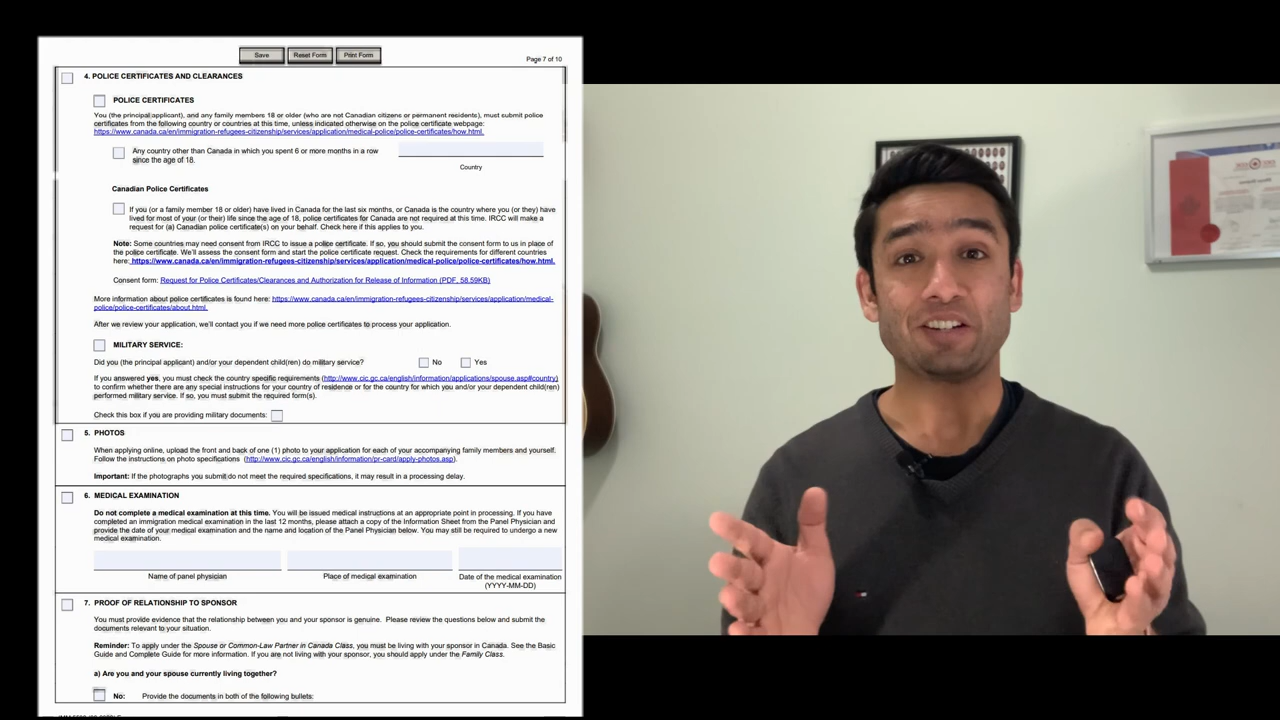 Save Reset Form Print Form
Page 7 of 10
4. POLICE CERTIFICATES AND CLEARANCES
POLICE CERTIFICATES
You (the principal applicant), and any family members 18 or older (who are not Canadian citizens or permanent residents), must submit police
certificates from the following country or countries at this time, unless indicated otherwise on the police certificate webpage:
https://www.canada.ca/en/immigration-refugees-citizenship/services/application/medical-police/police-certificates/how.html.
Any country other than Canada in which you spent 6 or more months in a row
since the age of 18.
Country
Canadian Police Certificates
If you (or a family member 18 or older) have lived in Canada for the last six months, or Canada is the country where you (or they) have
lived for most of your (or their) life since the age of 18, police certificates for Canada are not required at this time. IRCC will make a
request for (a) Canadian police certificate(s) on your behalf. Check here if this applies to you.
Note: Some countries may need consent from IRCC to issue a police certificate. If so, you should submit the consent form to us in place of
the police certificate. We'll assess the consent form and start the police certificate request. Check the requirements for different countries
here: https://www.canada.ca/en/immigration-refugees-citizenship/services/application/medical-police/police-certificates/how.html.
Consent form: Request for Police Certificates/Clearances and Authorization for Release of Information (PDF, 58.59KB)
More information about police certificates is found here: https://www.canada.ca/en/immigration-refugees-citizenship/services/application/medical-
police/police-certificates/about.html.
After we review your application, we'll contact you if we need more police certificates to process your application.
MILITARY SERVICE:
Did you (the principal applicant) and/or your dependent child(ren) do military service? No Yes
If you answered yes, you must check the country specific requirements (http://www.cic.gc.ca/english/information/applications/spouse.asp#country)
to confirm whether there are any special instructions for your country of residence or for the country for which you and/or your dependent child(ren)
performed military service. If so, you must submit the required form(s).
Check this box if you are providing military documents:
5. PHOTOS
When applying online, upload the front and back of one (1) photo to your application for each of your accompanying family members and yourself.
Follow the instructions on photo specifications (http://www.cic.gc.ca/english/information/pr-card/apply-photos.asp).
Important: If the photographs you submit do not meet the required specifications, it may result in a processing delay.
6. MEDICAL EXAMINATION
Do not complete a medical examination at this time. You will be issued medical instructions at an appropriate point in processing. If you have
completed an immigration medical examination in the last 12 months, please attach a copy of the Information Sheet from the Panel Physician and
provide the date of your medical examination and the name and location of the Panel Physician below. You may still be required to undergo a new
medical examination.
Name of panel physician Place of medical examination Date of the medical examination
(YYYY-MM-DD)
7. PROOF OF RELATIONSHIP TO SPONSOR
You must provide evidence that the relationship between you and your sponsor is genuine. Please review the questions below and submit the
documents relevant to your situation.
Reminder: To apply under the Spouse or Common-Law Partner in Canada Class, you must be living with your sponsor in Canada. See the Basic
Guide and Complete Guide for more information. If you are not living with your sponsor, you should apply under the Family Class.
a) Are you and your spouse currently living together?
No: Provide the documents in both of the following bullets: